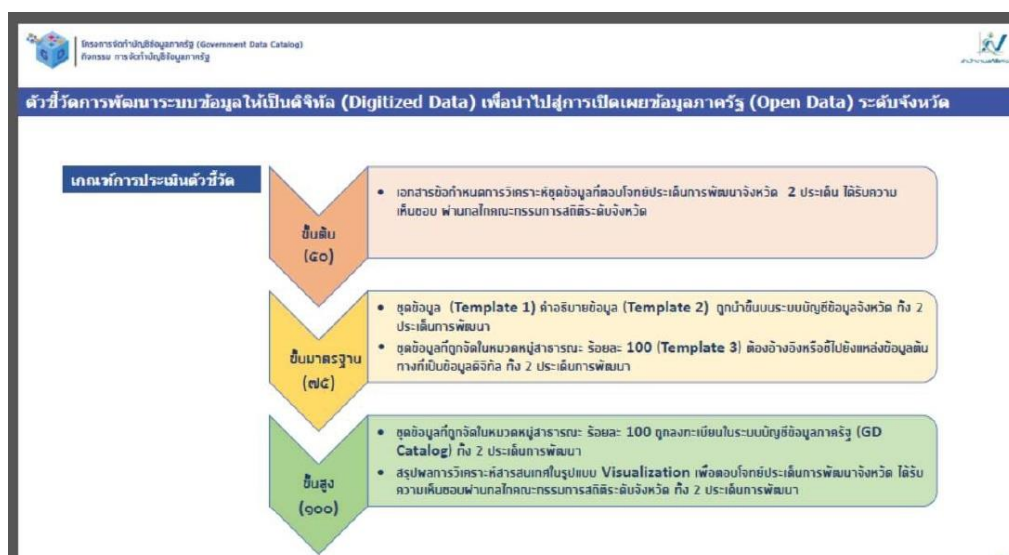 โครงการจัดทำบัญชีข้อมูลภาครัฐ (Government Data Catalog)
กิจกรรม การจัดทำบัญชีข้อมูลภาครัฐ
ตัวชี้วัดการพัฒนาระบบข้อมูลให้เป็นดิจิทัล (Digitized Data) เพื่อนำไปสู่การเปิดเผยข้อมูลภาครัฐ (Open Data) ระดับจังหวัด
เกณฑ์การประเมินตัวชี้วัด
ขั้นต้น
(๕๐)
• เอกสารข้อกำหนดการวิเคราะห์ชุดข้อมูลที่ตอบโจทย์ประเด็นการพัฒนาจังหวัด 2 ประเด็น ได้รับความ
เห็นชอบ ผ่านกลไกคณะกรรมการสถิติระดับจังหวัด
ขั้นมาตรฐาน
(๗๕)
• ชุดข้อมูล (Template 1) คำอธิบายข้อมูล (Template 2) ถูกนำขึ้นบนระบบบัญชีข้อมูลจังหวัด ทั้ง 2
ประเด็นการพัฒนา
• ชุดข้อมูลที่ถูกจัดในหมวดหมู่สาธารณะ ร้อยละ 100 (Template 3) ต้องอ้างอิงหรือชี้ไปยังแหล่งข้อมูลต้น
ทางที่เป็นข้อมูลดิจิทัล ทั้ง 2 ประเด็นการพัฒนา
ขั้นสูง
(๑๐๐)
• ชุดข้อมูลที่ถูกจัดในหมวดหมู่สาธารณะ ร้อยละ 100 ถูกลงทะเบียนในระบบบัญชีข้อมูลภาครัฐ (GD
Catalog) ทั้ง 2 ประเด็นการพัฒนา
• สรุปผลการวิเคราะห์สารสนเทศในรูปแบบ Visualization เพื่อตอบโจทย์ประเด็นการพัฒนาจังหวัด ได้รับ
ความเห็นชอบผ่านกลไกคณะกรรมการสถิติระดับจังหวัด ทั้ง 2 ประเด็นการพัฒนา